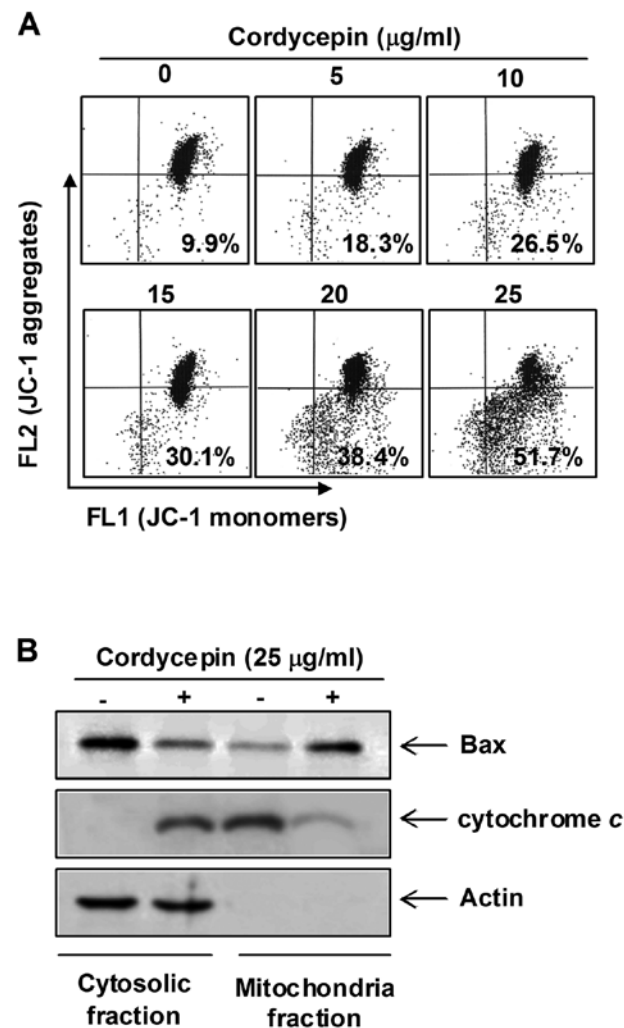 A
Cordycepin (μg/ml)
0 5 10
9.9% 18.3% 26.5%
15 20 25
30.1% 38.4% 51.7%
FL2 (JC-1 aggregates)
FL1 (JC-1 monomers)
B
Cordycepin (25 μg/ml)
- + - +
Bax
cytochrome c
Actin
Cytosolic fraction
Mitochondria fraction